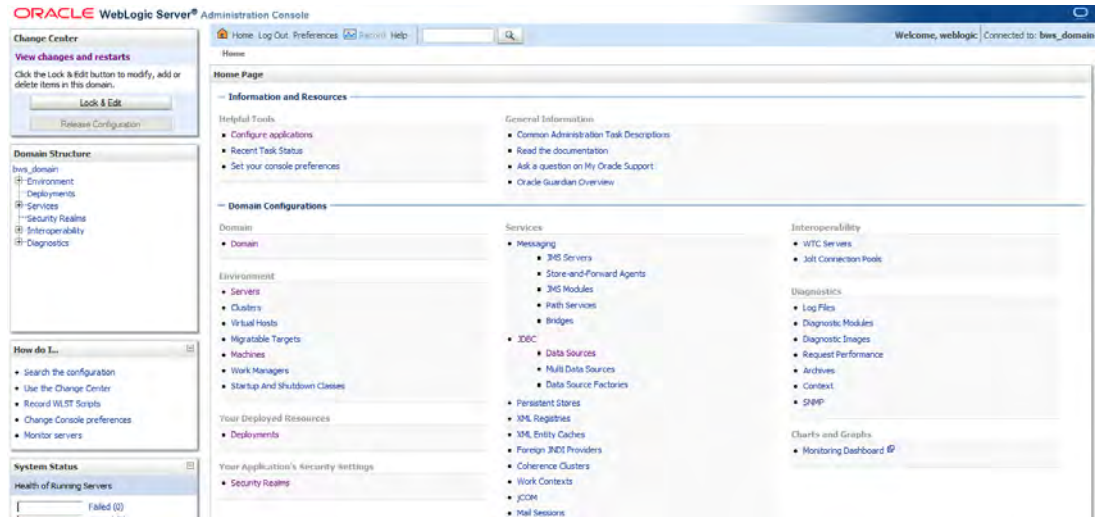 ORACLE WebLogic Server® Administration Console
Change Center
View changes and restarts
Click the Lock & Edit button to modify, add or
delete items in this domain.
Lock & Edit
Release Configuration
Domain Structure
bws_domain
Environment
Deployments
Services
Security Realms
Interoperability
Diagnostics
How do I...
Search the configuration
Use the Change Center
Record WLST Scripts
Change Console preferences
Monitor servers
System Status
Health of Running Servers
Failed (0)
Home Log Out Preferences Record Help
Welcome, weblogic Connected to: bws_domain
Home
Home Page
Information and Resources
Helpful Tools
Configure applications
Recent Task Status
Set your console preferences
General Information
Common Administration Task Descriptions
Read the documentation
Ask a question on My Oracle Support
Oracle Guardian Overview
Domain Configurations
Domain
Domain
Environment
Servers
Clusters
Virtual Hosts
Migratable Targets
Machines
Work Managers
Startup And Shutdown Classes
Your Deployed Resources
Deployments
Your Application's Security Settings
Security Realms
Services
Messaging
JMS Servers
Store-and-Forward Agents
JMS Modules
Path Services
Bridges
JDBC
Data Sources
Multi Data Sources
Data Source Factories
Persistent Stores
XML Registries
XML Entity Caches
Foreign JNDI Providers
Coherence Clusters
Work Contexts
jCOM
Mail Sessions
Interoperability
WTC Servers
Jolt Connection Pools
Diagnostics
Log Files
Diagnostic Modules
Diagnostic Images
Request Performance
Archives
Context
SNMP
Charts and Graphs
Monitoring Dashboard